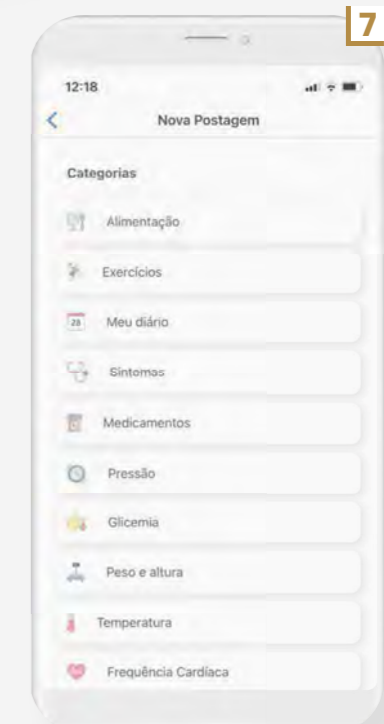 7
12:18
Nova Postagem
Categorias
Alimentação
Exercícios
28 Meu diário
Sintomas
Medicamentos
Pressão
Glicemia
Peso e altura
Temperatura
Frequência Cardíaca